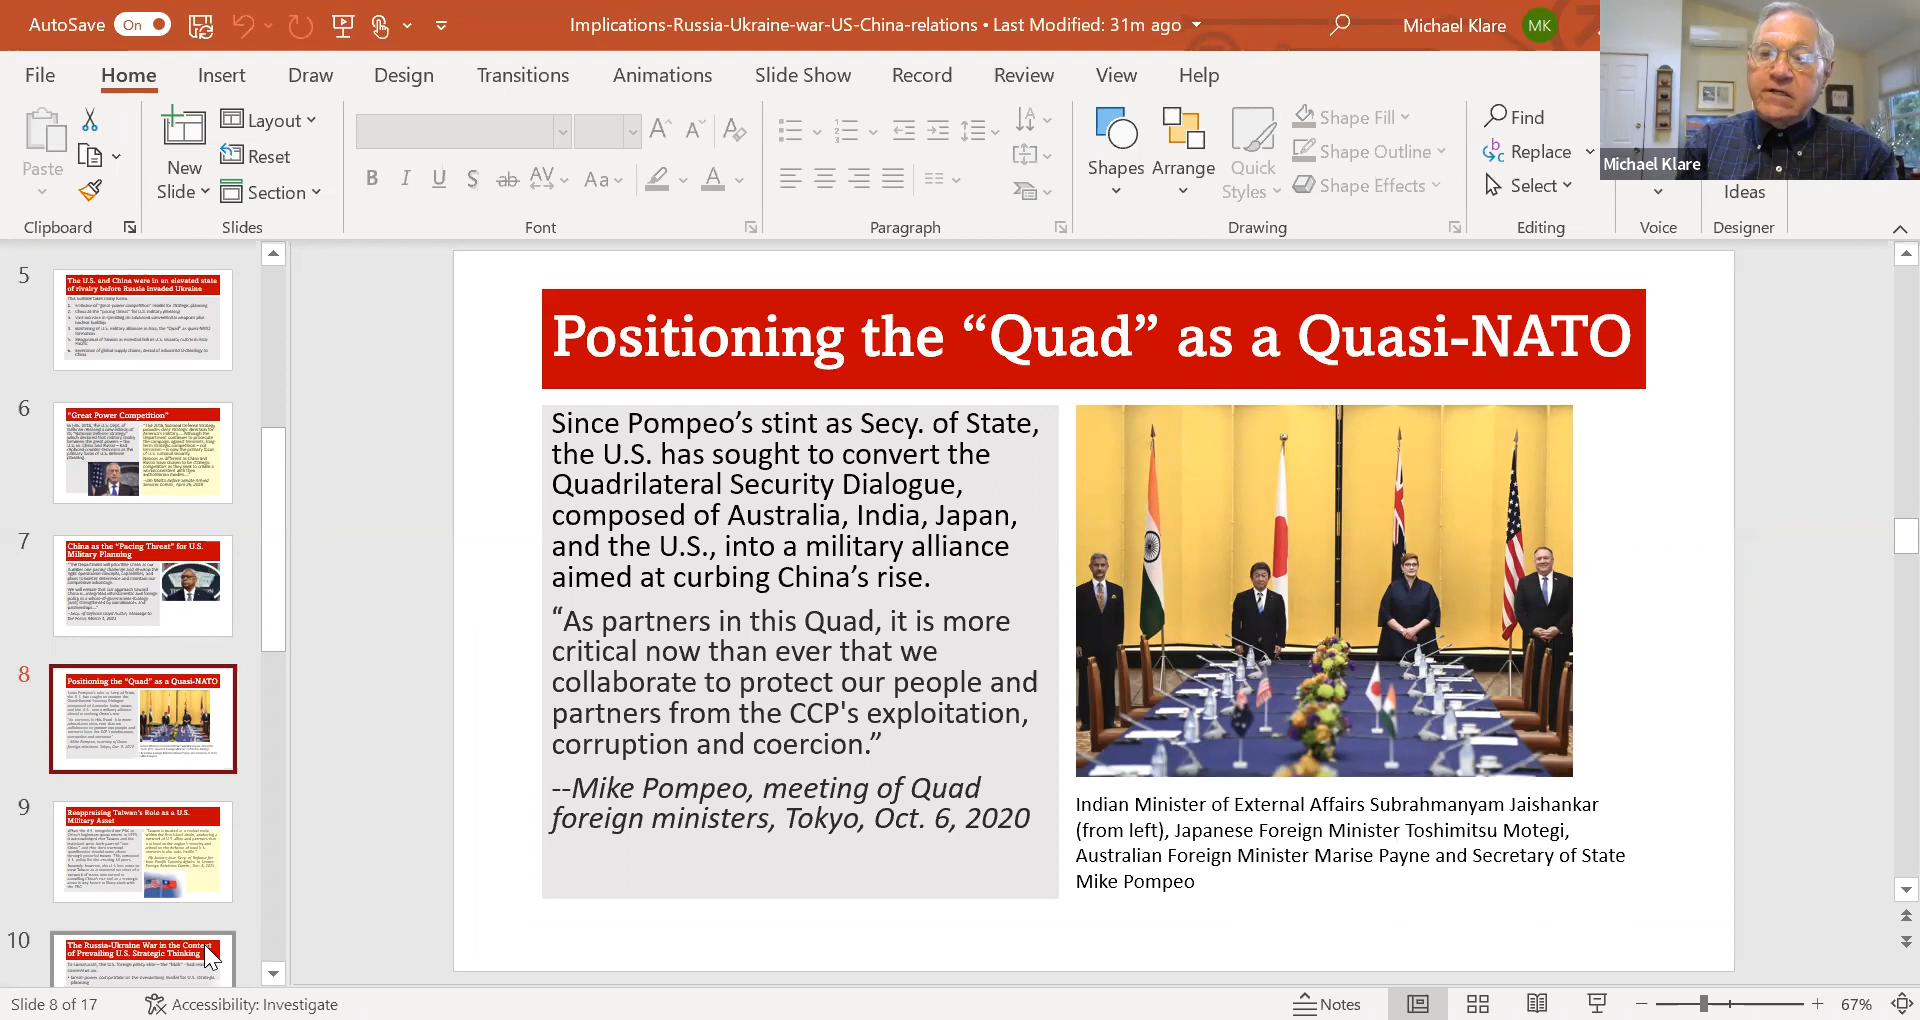 AutoSave On
Implications-Russia-Ukraine-war-US-China-relations • Last Modified: 31m ago
Michael Klare MK
File Home Insert Draw Design Transitions Animations Slide Show Record Review View Help
Paste
Clipboard
New Slide
Layout
Reset
Section
Slides
Font
Paragraph
Shapes
Arrange
Quick Styles
Shape Fill
Shape Outline
Shape Effects
Drawing
Find
Replace
Select
Editing
Voice
Ideas
Designer
Michael Klare
5
The U.S. and China were in an elevated state
of rivalry before Russia invaded Ukraine
6
"Great Power Competition"
7
China as the "Pacing Threat" for U.S.
Military Planning
8
Positioning the "Quad" as a Quasi-NATO
9
Reappraising Taiwan's Role as a U.S.
Military Asset
10
The Russia-Ukraine War in the Context
of Prevailing U.S. Strategic Thinking
Positioning the “Quad” as a Quasi-NATO
Since Pompeo’s stint as Secy. of State,
the U.S. has sought to convert the
Quadrilateral Security Dialogue,
composed of Australia, India, Japan,
and the U.S., into a military alliance
aimed at curbing China’s rise.
“As partners in this Quad, it is more
critical now than ever that we
collaborate to protect our people and
partners from the CCP's exploitation,
corruption and coercion.”
--Mike Pompeo, meeting of Quad
foreign ministers, Tokyo, Oct. 6, 2020
Indian Minister of External Affairs Subrahmanyam Jaishankar
(from left), Japanese Foreign Minister Toshimitsu Motegi,
Australian Foreign Minister Marise Payne and Secretary of State
Mike Pompeo
Slide 8 of 17
Accessibility: Investigate
Notes
67%